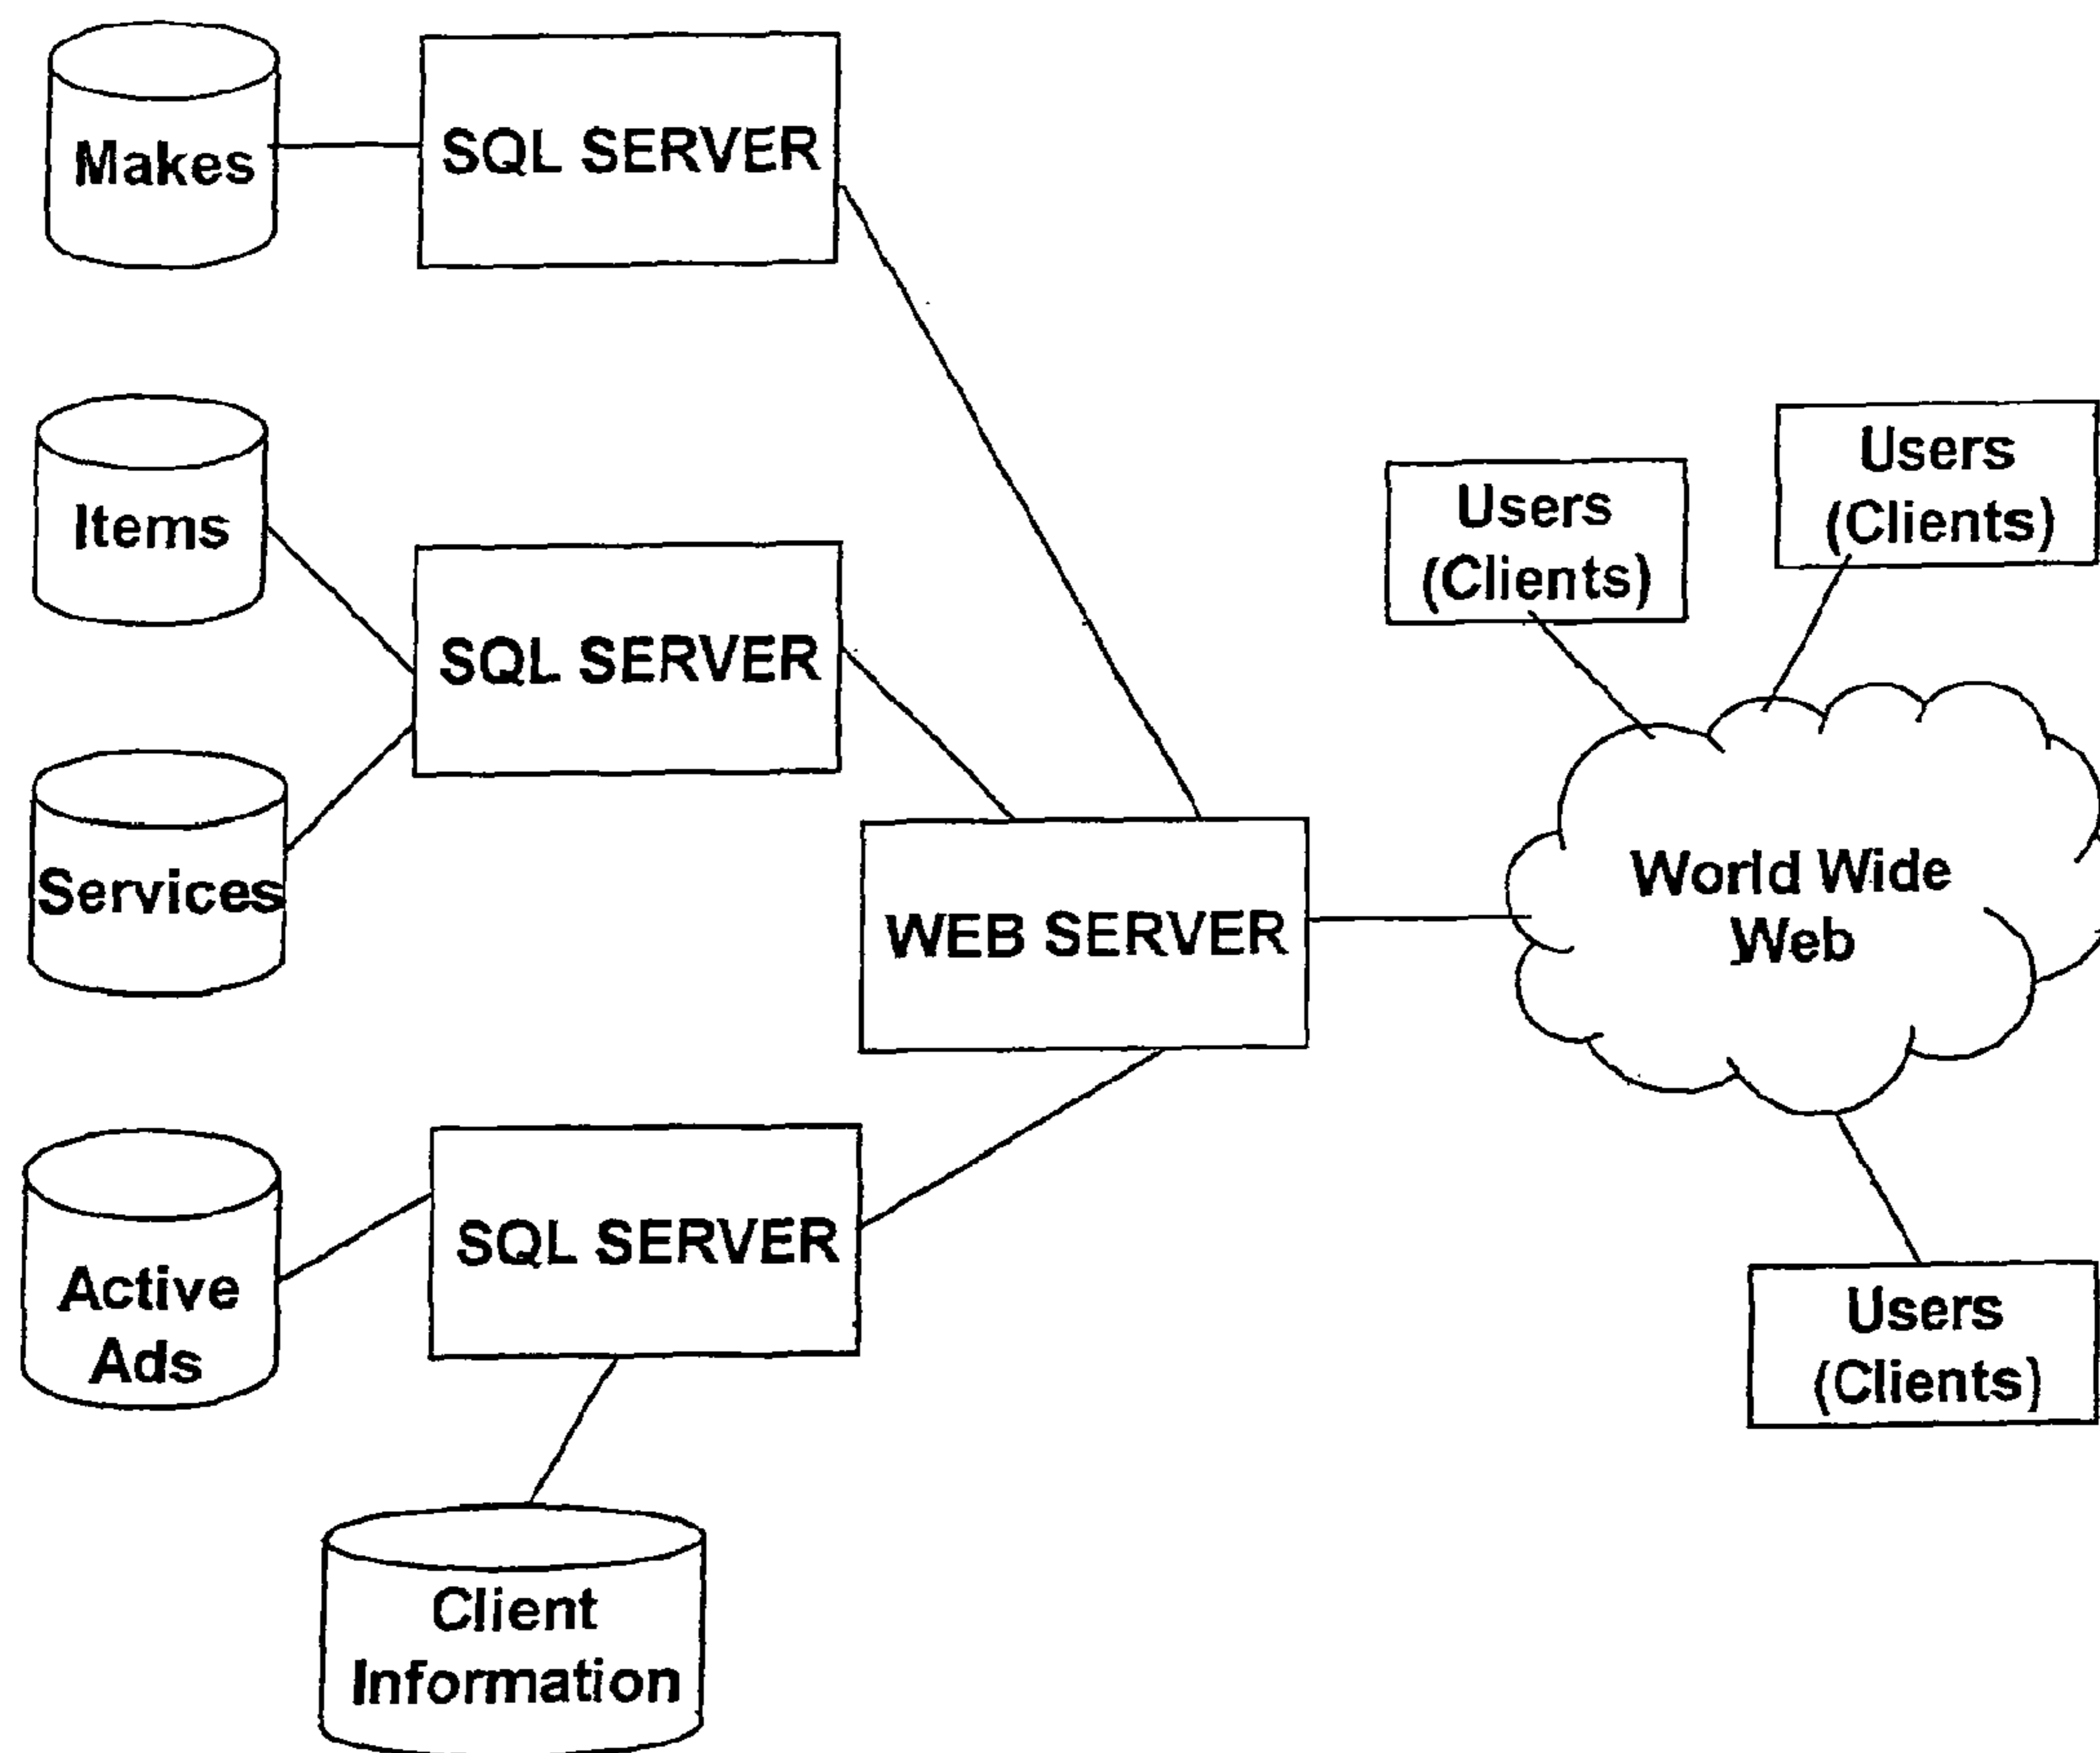 Makes
SQL SERVER
Items
SQL SERVER
Services
Users
(Clients)
Users
(Clients)
World Wide
Web
WEB SERVER
Active
Ads
SQL SERVER
Users
(Clients)
Client
Information